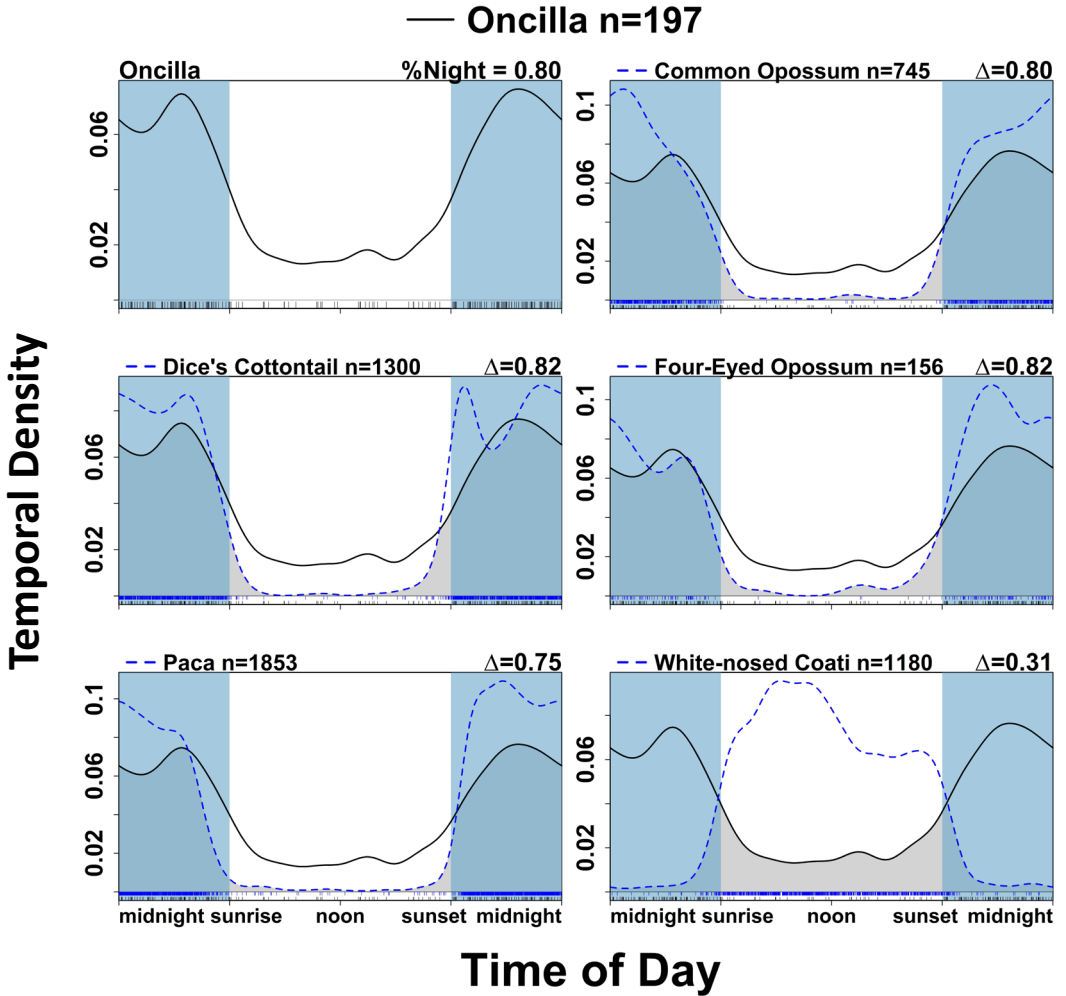 Oncilla n=197
Oncilla %Night = 0.80
0.06
0.02
Common Opossum n=745 Δ=0.80
0.1
0.06
0.02
Dice's Cottontail n=1300 Δ=0.82
0.06
0.02
Four-Eyed Opossum n=156 Δ=0.82
0.1
0.06
0.02
Paca n=1853 Δ=0.75
0.1
0.06
0.02
midnight sunrise noon sunset midnight
White-nosed Coati n=1180 Δ=0.31
0.06
0.02
midnight sunrise noon sunset midnight
Temporal Density
Time of Day